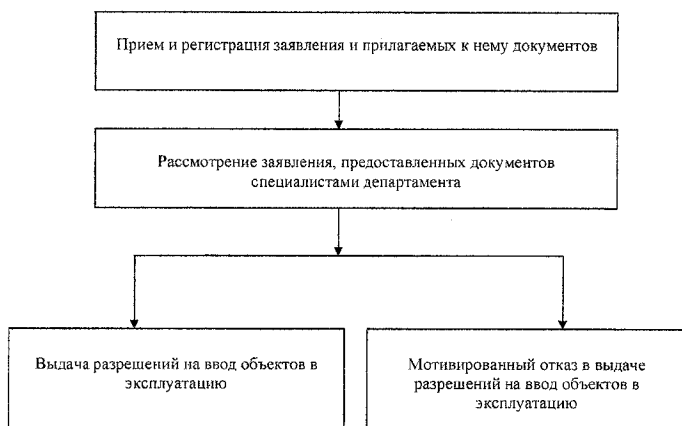 Прием и регистрация заявления и прилагаемых к нему документов
Рассмотрение заявления, предоставленных документов
специалистами департамента
Выдача разрешений на ввод объектов в
эксплуатацию
Мотивированный отказ в выдаче
разрешений на ввод объектов в
эксплуатацию